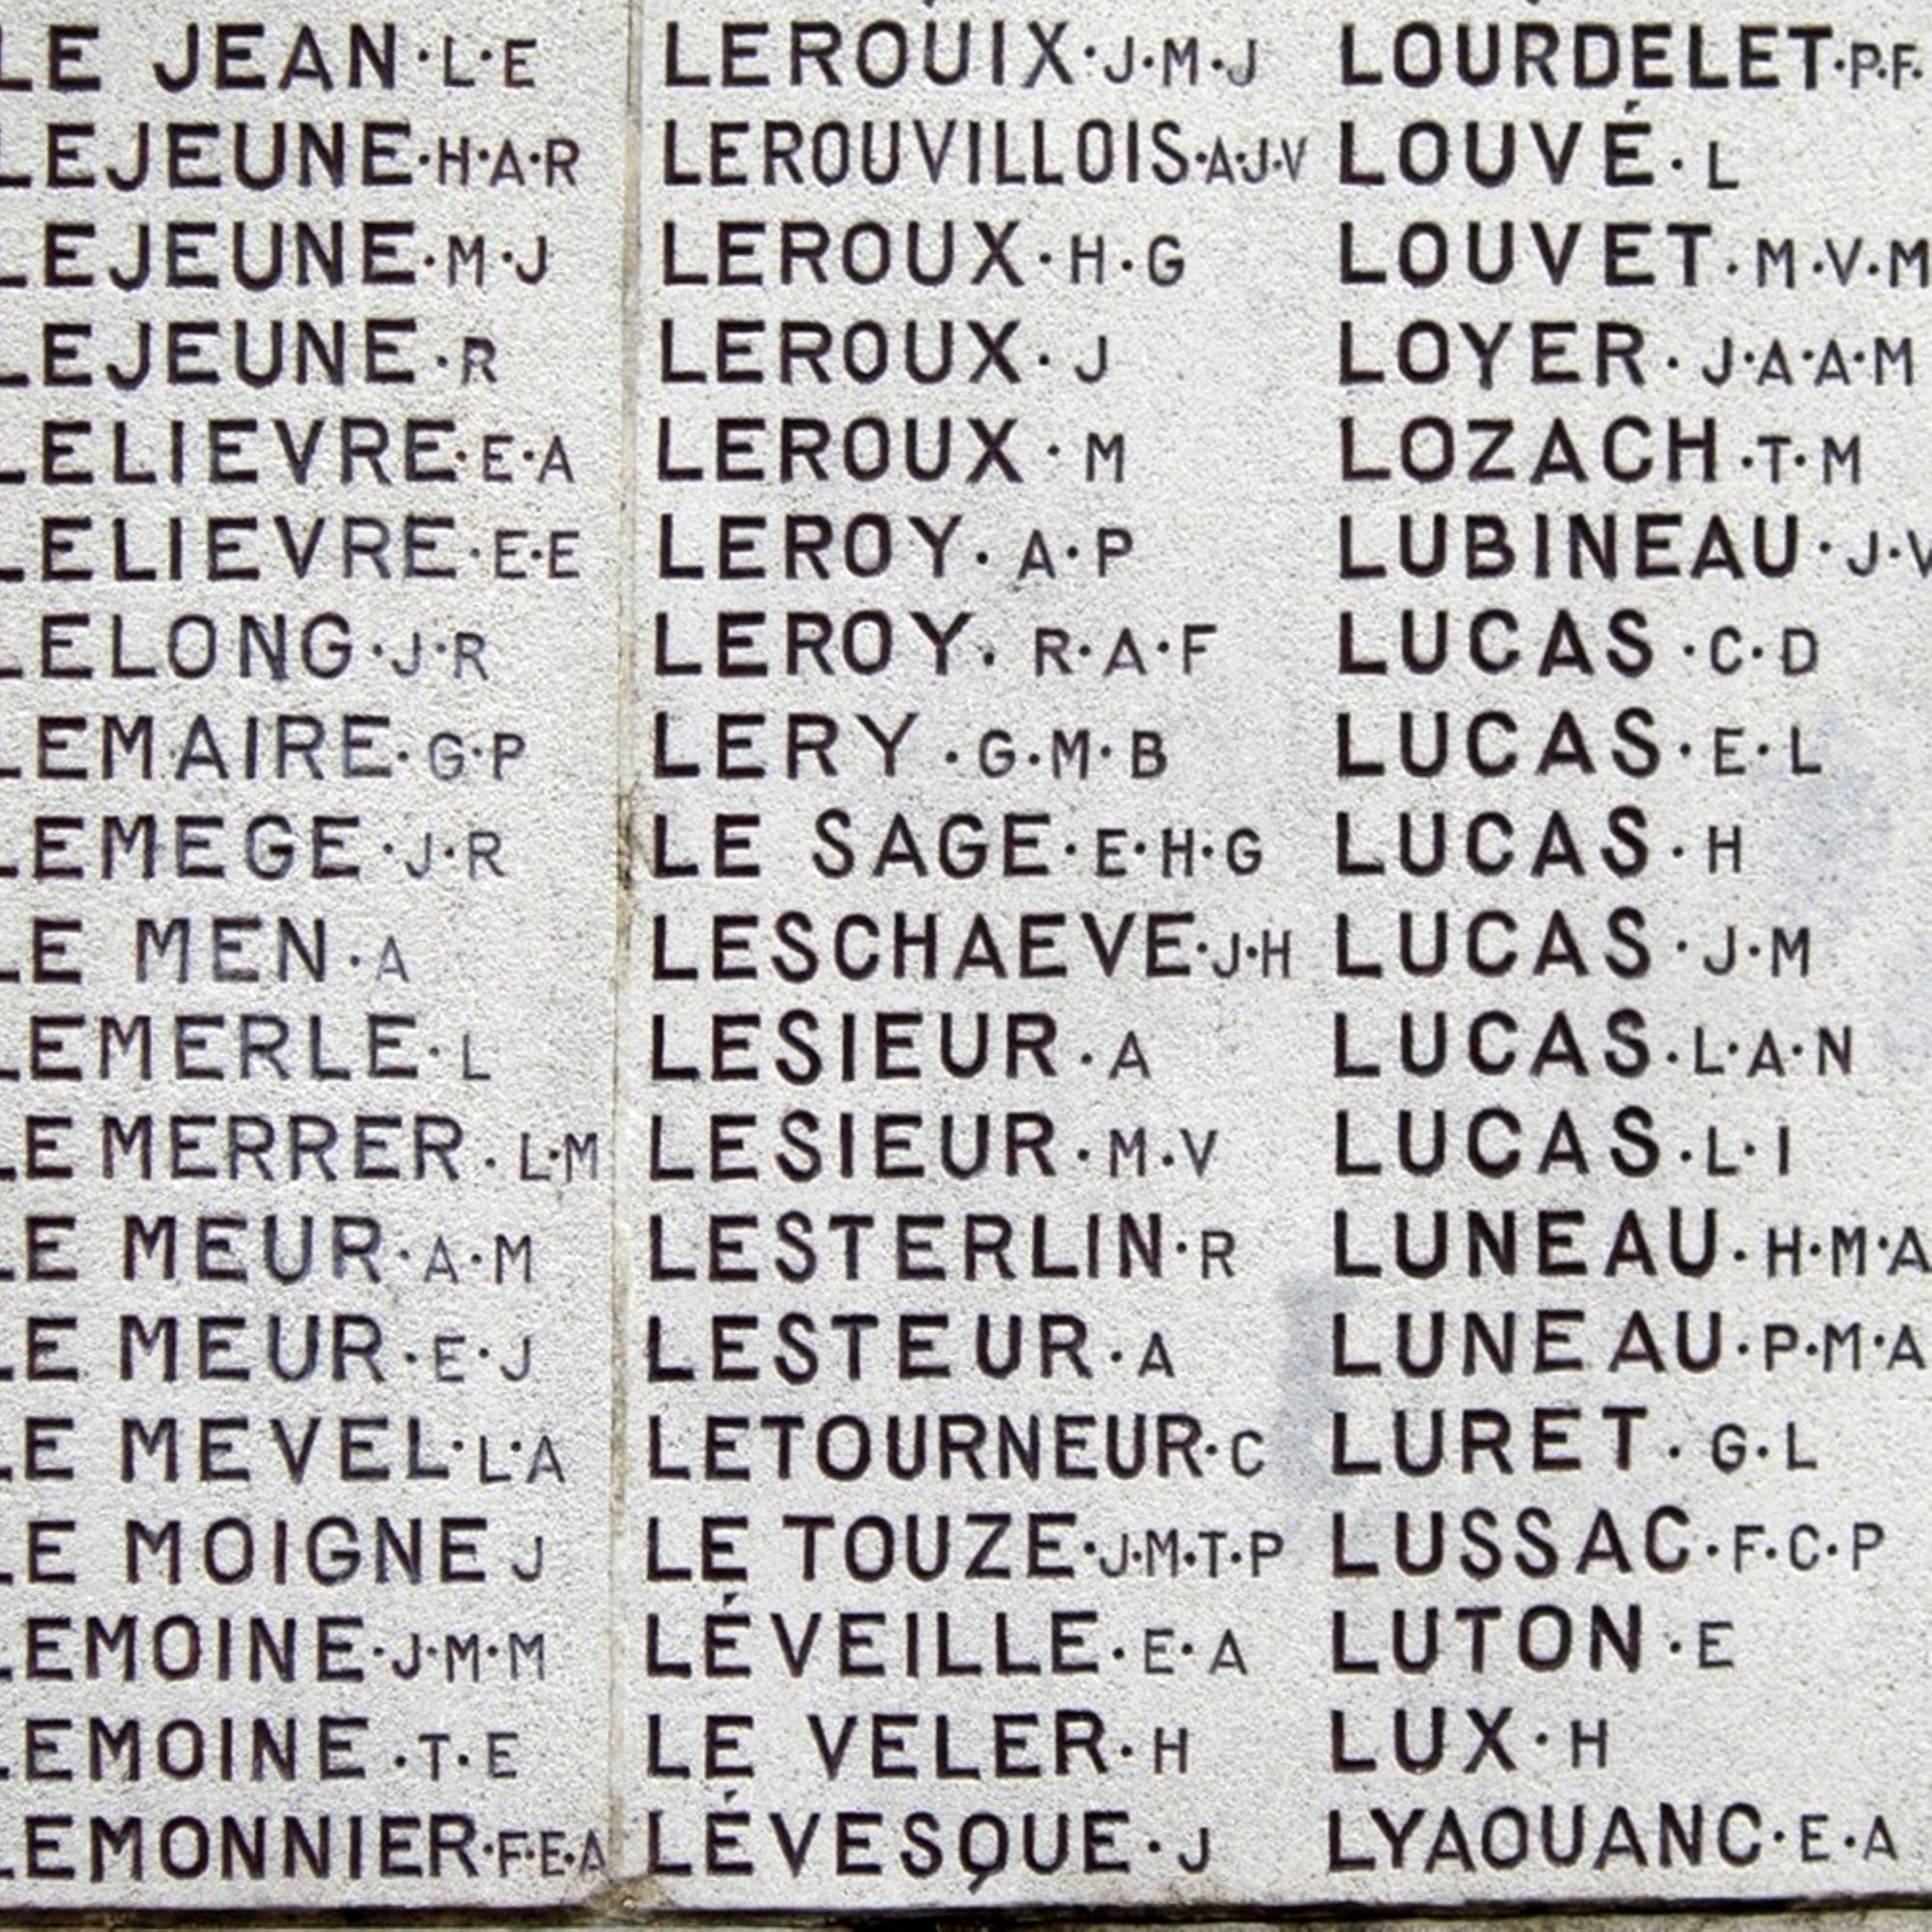 LE JEAN·L·E
LEJEUNE·H·A·R
LEJEUNE·M·J
LEJEUNE·R
LELIEVRE·E·A
LELIEVRE·E·E
LELONG·J·R
LEMAIRE·G·P
LEMEGE·J·R
LE MEN·A
LEMERLE·L
LE MERRER·L·M
LE MEUR·A·M
LE MEUR·E·J
LE MEVEL·L·A
LE MOIGNE J
LEMOINE·J·M·M
LEMOINE·T·E
LEMONNIER·F·E·A
LEROUIX·J·M·J
LEROUVILLOIS·A·J·V
LEROUX·H·G
LEROUX·J
LEROUX·M
LEROY·A·P
LEROY·R·A·F
LERY·G·M·B
LE SAGE·E·H·G
LESCHAEVE·J·H
LESIEUR·A
LESIEUR·M·V
LESTERLIN·R
LESTEUR·A
LETOURNEUR·C
LE TOUZE·J·M·T·P
LÉVEILLE·E·A
LE VELER·H
LÉVESQUE·J
LOURDELET·P.F.
LOUVÉ·L
LOUVET·M·V·M
LOYER·J·A·A·M
LOZACH·T·M
LUBINEAU·J·V
LUCAS·C·D
LUCAS·E·L
LUCAS·H
LUCAS·J·M
LUCAS·L·A·N
LUCAS·L·I
LUNEAU·H·M·A
LUNEAU·P·M·A
LURET·G·L
LUSSAC·F·C·P
LUTON·E
LUX·H
LYAOUANC·E·A